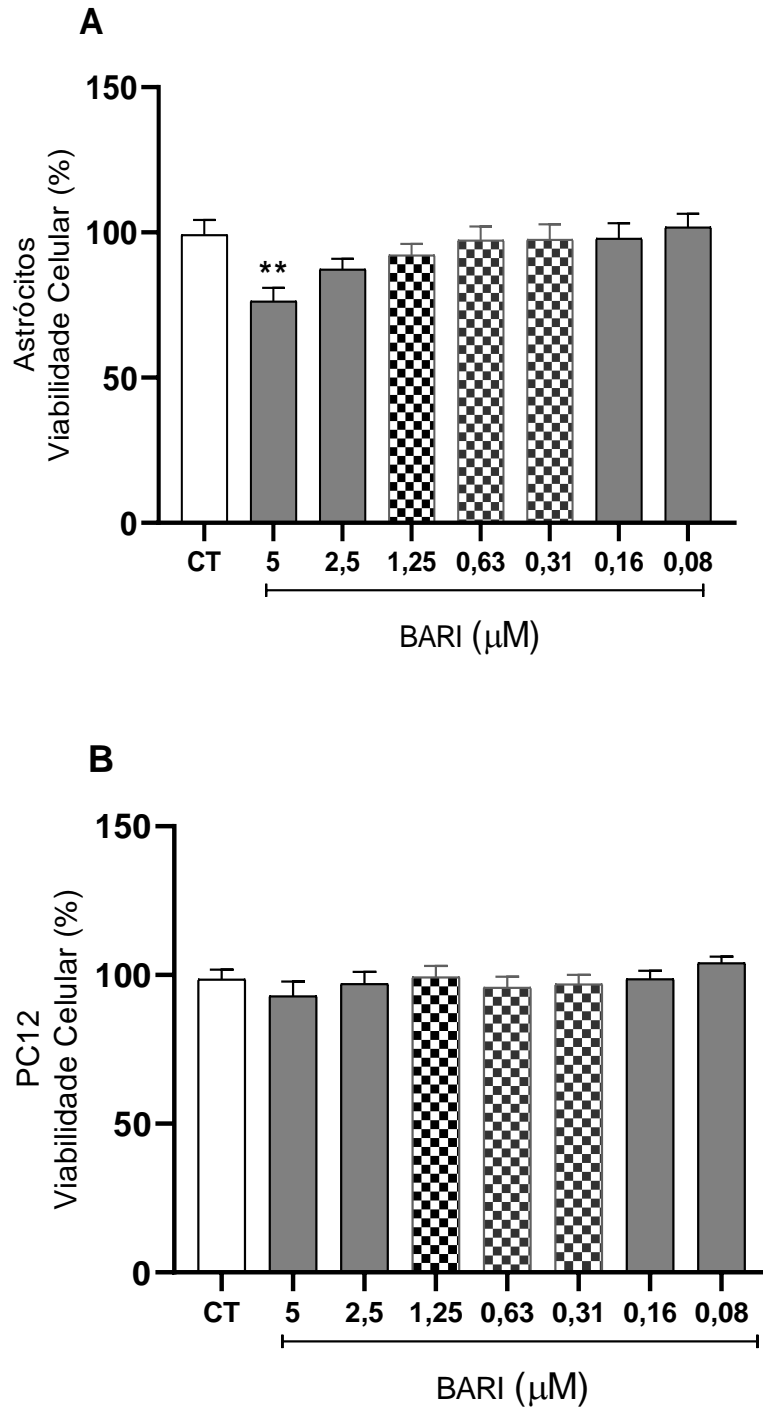 A
150
100
50
0
Astrócitos
Viabilidade Celular (%)
**
CT 5 2,5 1,25 0,63 0,31 0,16 0,08
BARI (μM)
B
150
100
50
0
PC12
Viabilidade Celular (%)
CT 5 2,5 1,25 0,63 0,31 0,16 0,08
BARI (μM)